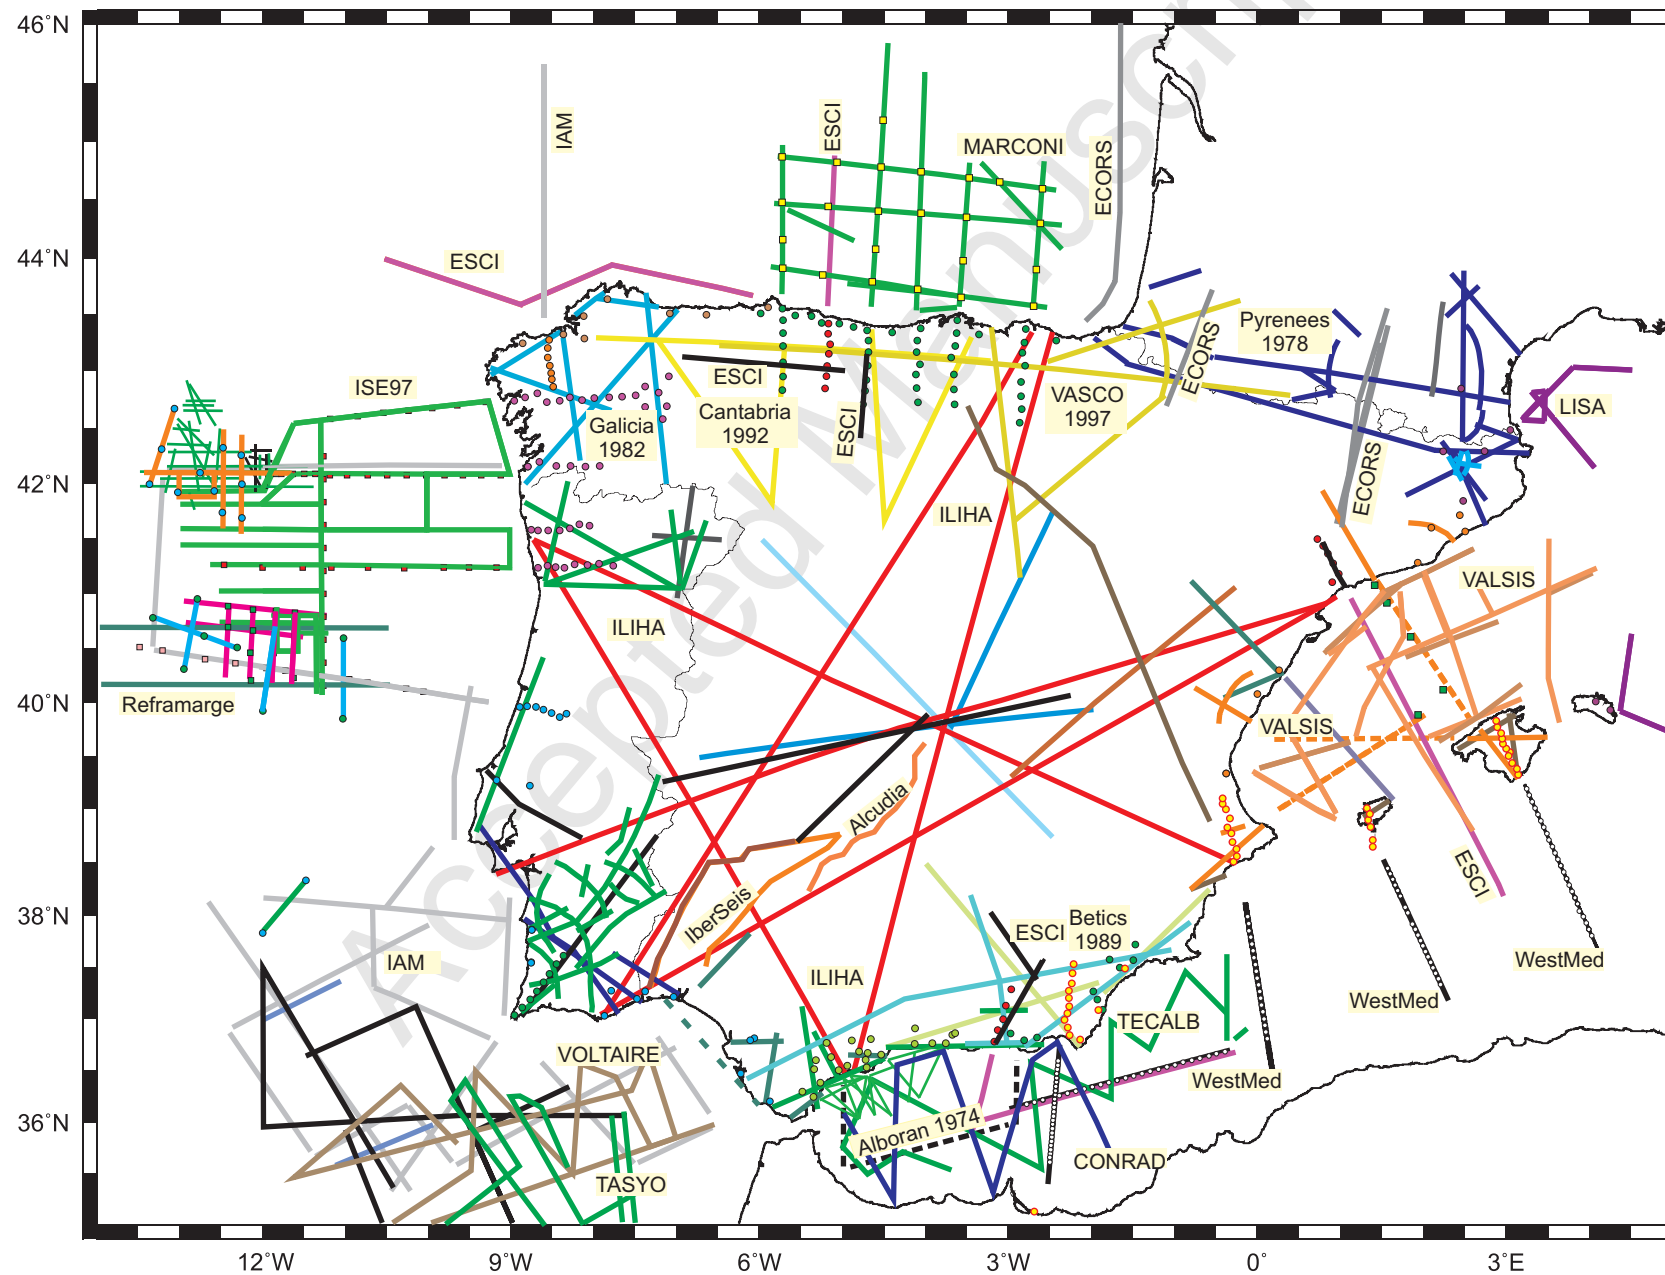 46°N
44°N
42°N
40°N
38°N
36°N
12°W
9°W
6°W
3°W
0°
3°E
Accepted Manuscri
IAM
ESCI
MARCONI
ECORS
ESCI
ISE97
ESCI
Galicia
1982
Cantabria
1992
ESCI
VASCO
1997
ECORS
Pyrenees
1978
LISA
ECORS
ILIHA
VALSIS
ILIHA
Reframarge
VALSIS
Alcudia
IberSeis
ESCI
IAM
ILIHA
ESCI
Betics
1989
WestMed
WestMed
TECALB
WestMed
VOLTAIRE
Alboran 1974
CONRAD
TASYO